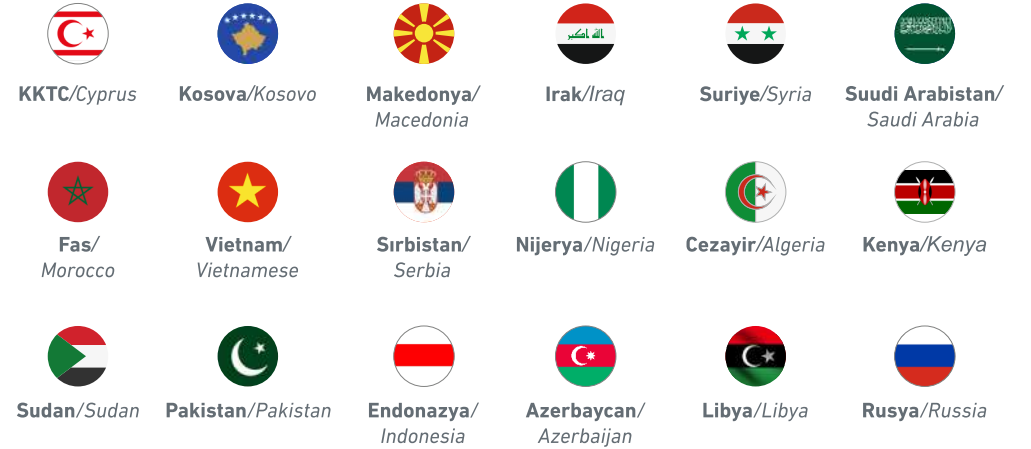 KKTC/Cyprus
Kosova/Kosovo
Makedonya/
Macedonia
Irak/Iraq
Suriye/Syria
Suudi Arabistan/
Saudi Arabia
Fas/
Morocco
Vietnam/
Vietnamese
Sırbistan/
Serbia
Nijerya/Nigeria
Cezayir/Algeria
Kenya/Kenya
Sudan/Sudan
Pakistan/Pakistan
Endonazya/
Indonesia
Azerbaycan/
Azerbaijan
Libya/Libya
Rusya/Russia